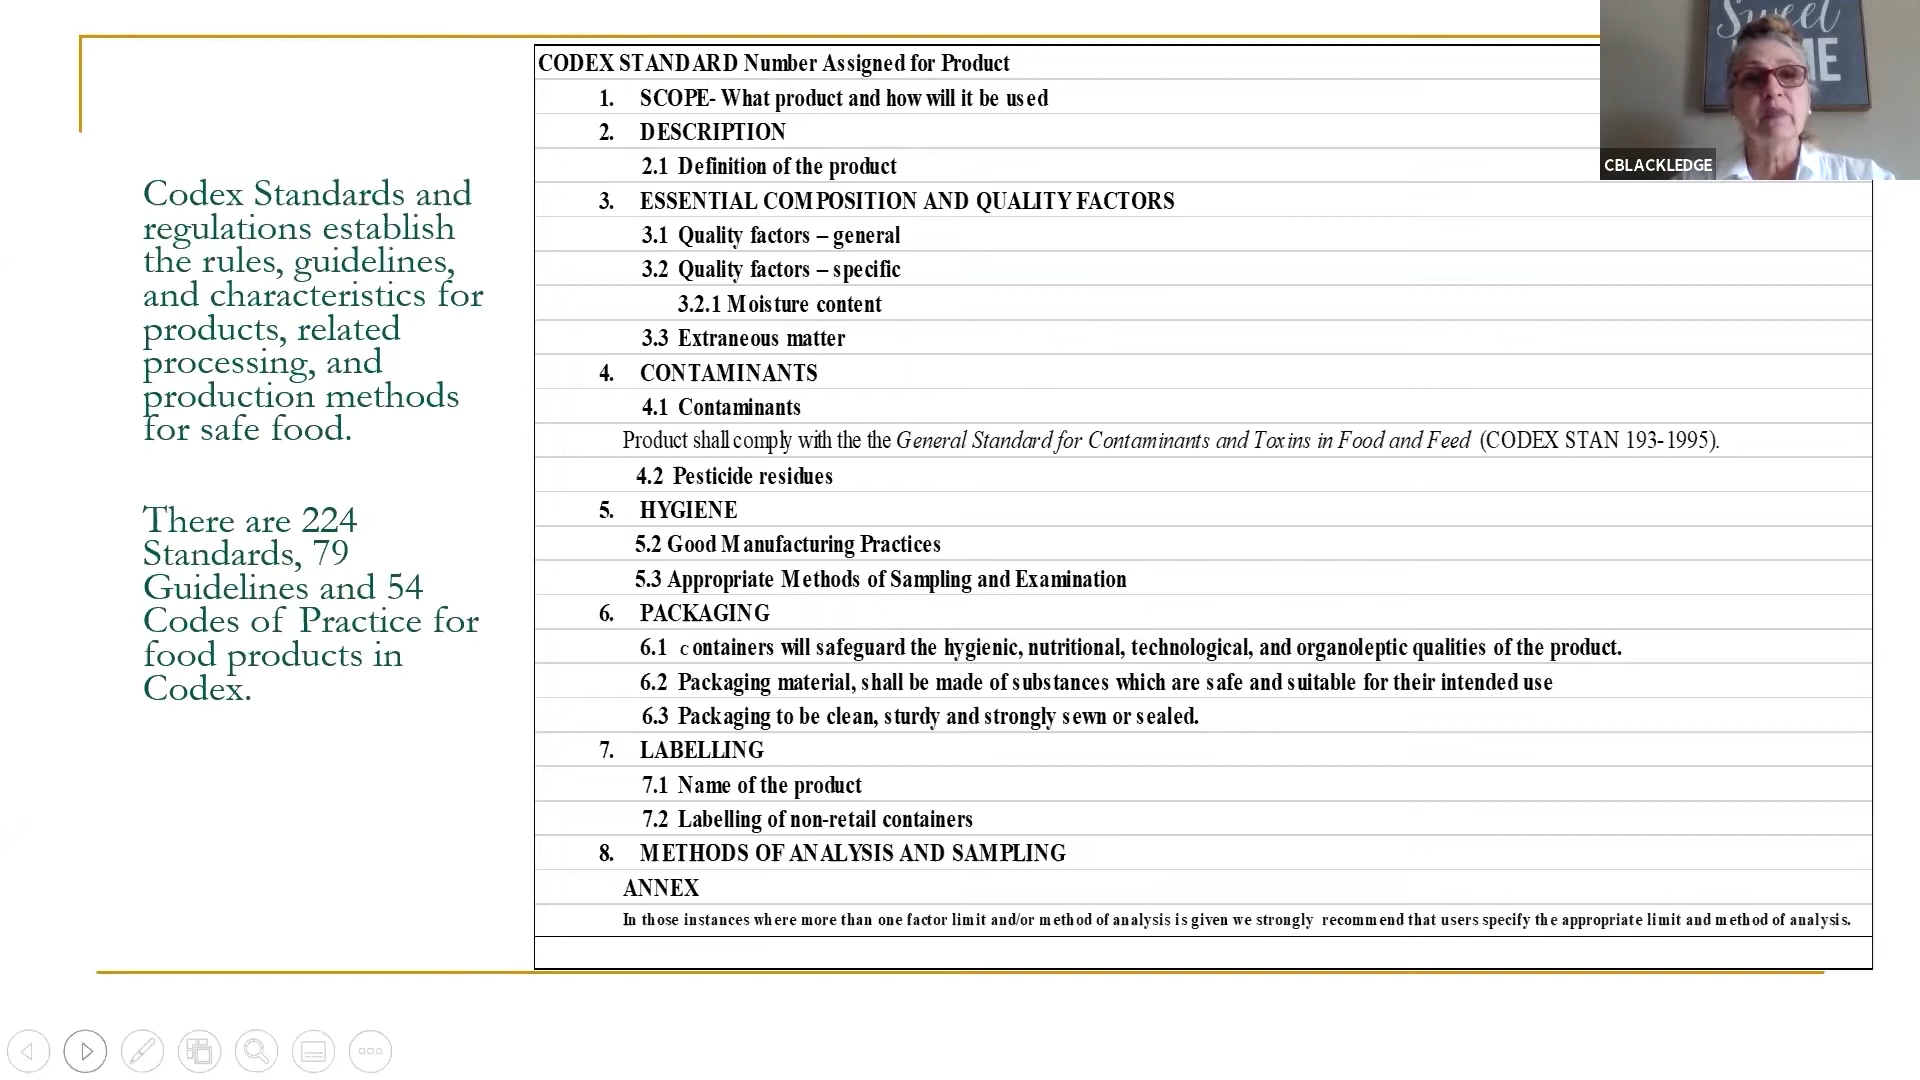 Codex Standards and
regulations establish
the rules, guidelines,
and characteristics for
products, related
processing, and
production methods
for safe food.
There are 224
Standards, 79
Guidelines and 54
Codes of Practice for
food products in
Codex.
CODEX STANDARD Number Assigned for Product
1. SCOPE- What product and how will it be used
2. DESCRIPTION
2.1 Definition of the product
3. ESSENTIAL COMPOSITION AND QUALITY FACTORS
3.1 Quality factors – general
3.2 Quality factors – specific
3.2.1 Moisture content
3.3 Extraneous matter
4. CONTAMINANTS
4.1 Contaminants
Product shall comply with the the General Standard for Contaminants and Toxins in Food and Feed (CODEX STAN 193-1995).
4.2 Pesticide residues
5. HYGIENE
5.2 Good Manufacturing Practices
5.3 Appropriate Methods of Sampling and Examination
6. PACKAGING
6.1 containers will safeguard the hygienic, nutritional, technological, and organoleptic qualities of the product.
6.2 Packaging material, shall be made of substances which are safe and suitable for their intended use
6.3 Packaging to be clean, sturdy and strongly sewn or sealed.
7. LABELLING
7.1 Name of the product
7.2 Labelling of non-retail containers
8. METHODS OF ANALYSIS AND SAMPLING
ANNEX
In those instances where more than one factor limit and/or method of analysis is given we strongly recommend that users specify the appropriate limit and method of analysis.
Sweet
CBLACKLEDGE